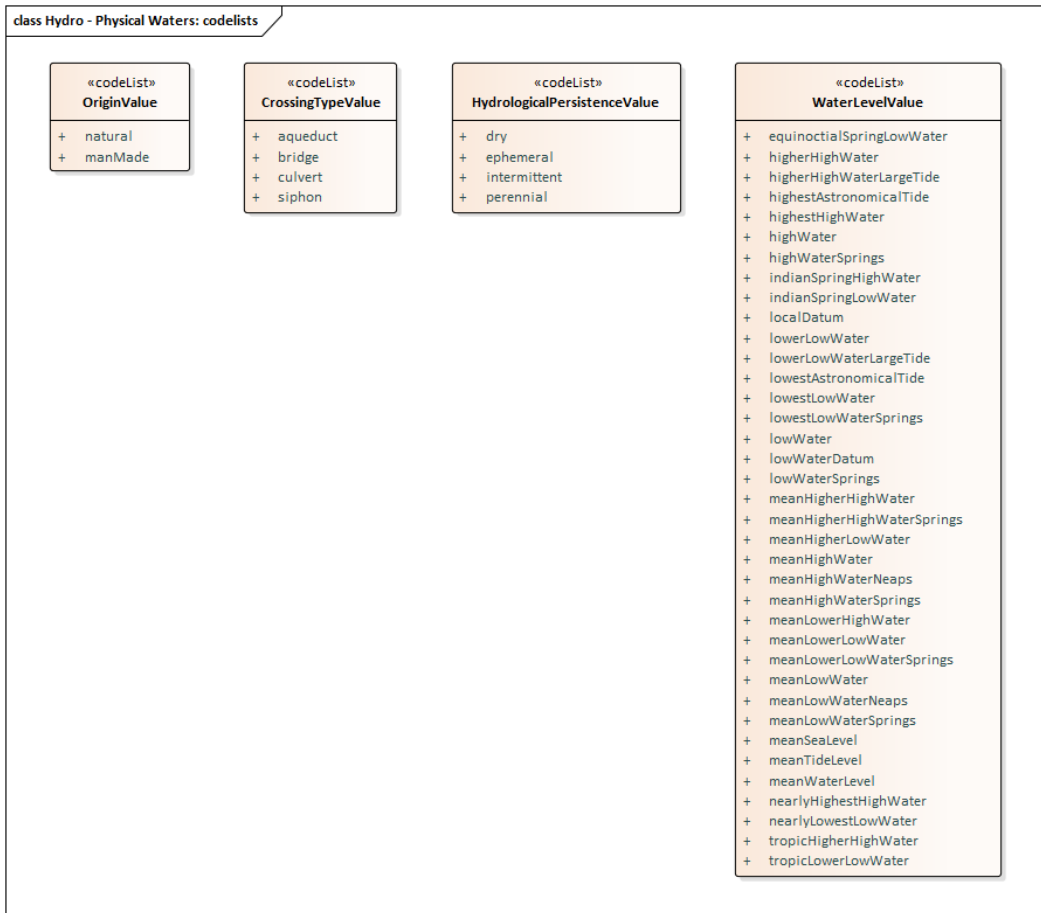 class Hydro - Physical Waters: codelists
«codeList»
OriginValue
+ natural
+ manMade
«codeList»
CrossingTypeValue
+ aqueduct
+ bridge
+ culvert
+ siphon
«codeList»
HydrologicalPersistenceValue
+ dry
+ ephemeral
+ intermittent
+ perennial
«codeList»
WaterLevelValue
+ equinoctialSpringLowWater
+ higherHighWater
+ higherHighWaterLargeTide
+ highestAstronomicalTide
+ highestHighWater
+ highWater
+ highWaterSprings
+ indianSpringHighWater
+ indianSpringLowWater
+ localDatum
+ lowerLowWater
+ lowerLowWaterLargeTide
+ lowestAstronomicalTide
+ lowestLowWater
+ lowestLowWaterSprings
+ lowWater
+ lowWaterDatum
+ lowWaterSprings
+ meanHigherHighWater
+ meanHigherHighWaterSprings
+ meanHigherLowWater
+ meanHighWater
+ meanHighWaterNeaps
+ meanHighWaterSprings
+ meanLowerHighWater
+ meanLowerLowWater
+ meanLowerLowWaterSprings
+ meanLowWater
+ meanLowWaterNeaps
+ meanLowWaterSprings
+ meanSeaLevel
+ meanTideLevel
+ meanWaterLevel
+ nearlyHighestHighWater
+ nearlyLowestLowWater
+ tropicHigherHighWater
+ tropicLowerLowWater